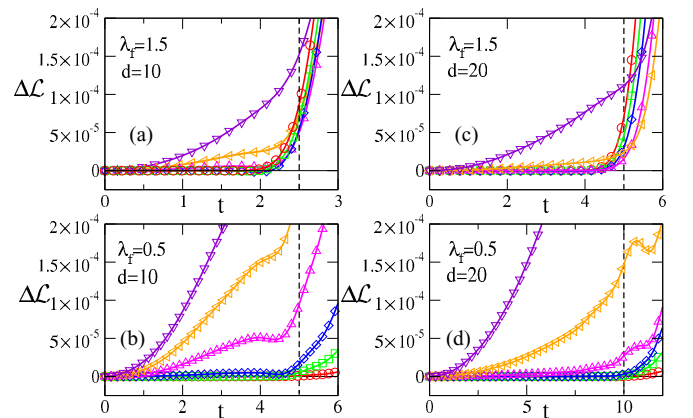 2×10⁻⁴
1×10⁻⁴
1×10⁻⁴
5×10⁻⁵
0
Δℒ
λf=1.5
d=10
(a)
0 1 2 3
t
2×10⁻⁴
1×10⁻⁴
1×10⁻⁴
5×10⁻⁵
0
Δℒ
λf=1.5
d=20
(c)
0 2 4 6
t
2×10⁻⁴
1×10⁻⁴
1×10⁻⁴
5×10⁻⁵
0
Δℒ
λf=0.5
d=10
(b)
0 1 2 3 4 5 6
t
2×10⁻⁴
1×10⁻⁴
1×10⁻⁴
5×10⁻⁵
0
Δℒ
λf=0.5
d=20
(d)
0 5 10
t